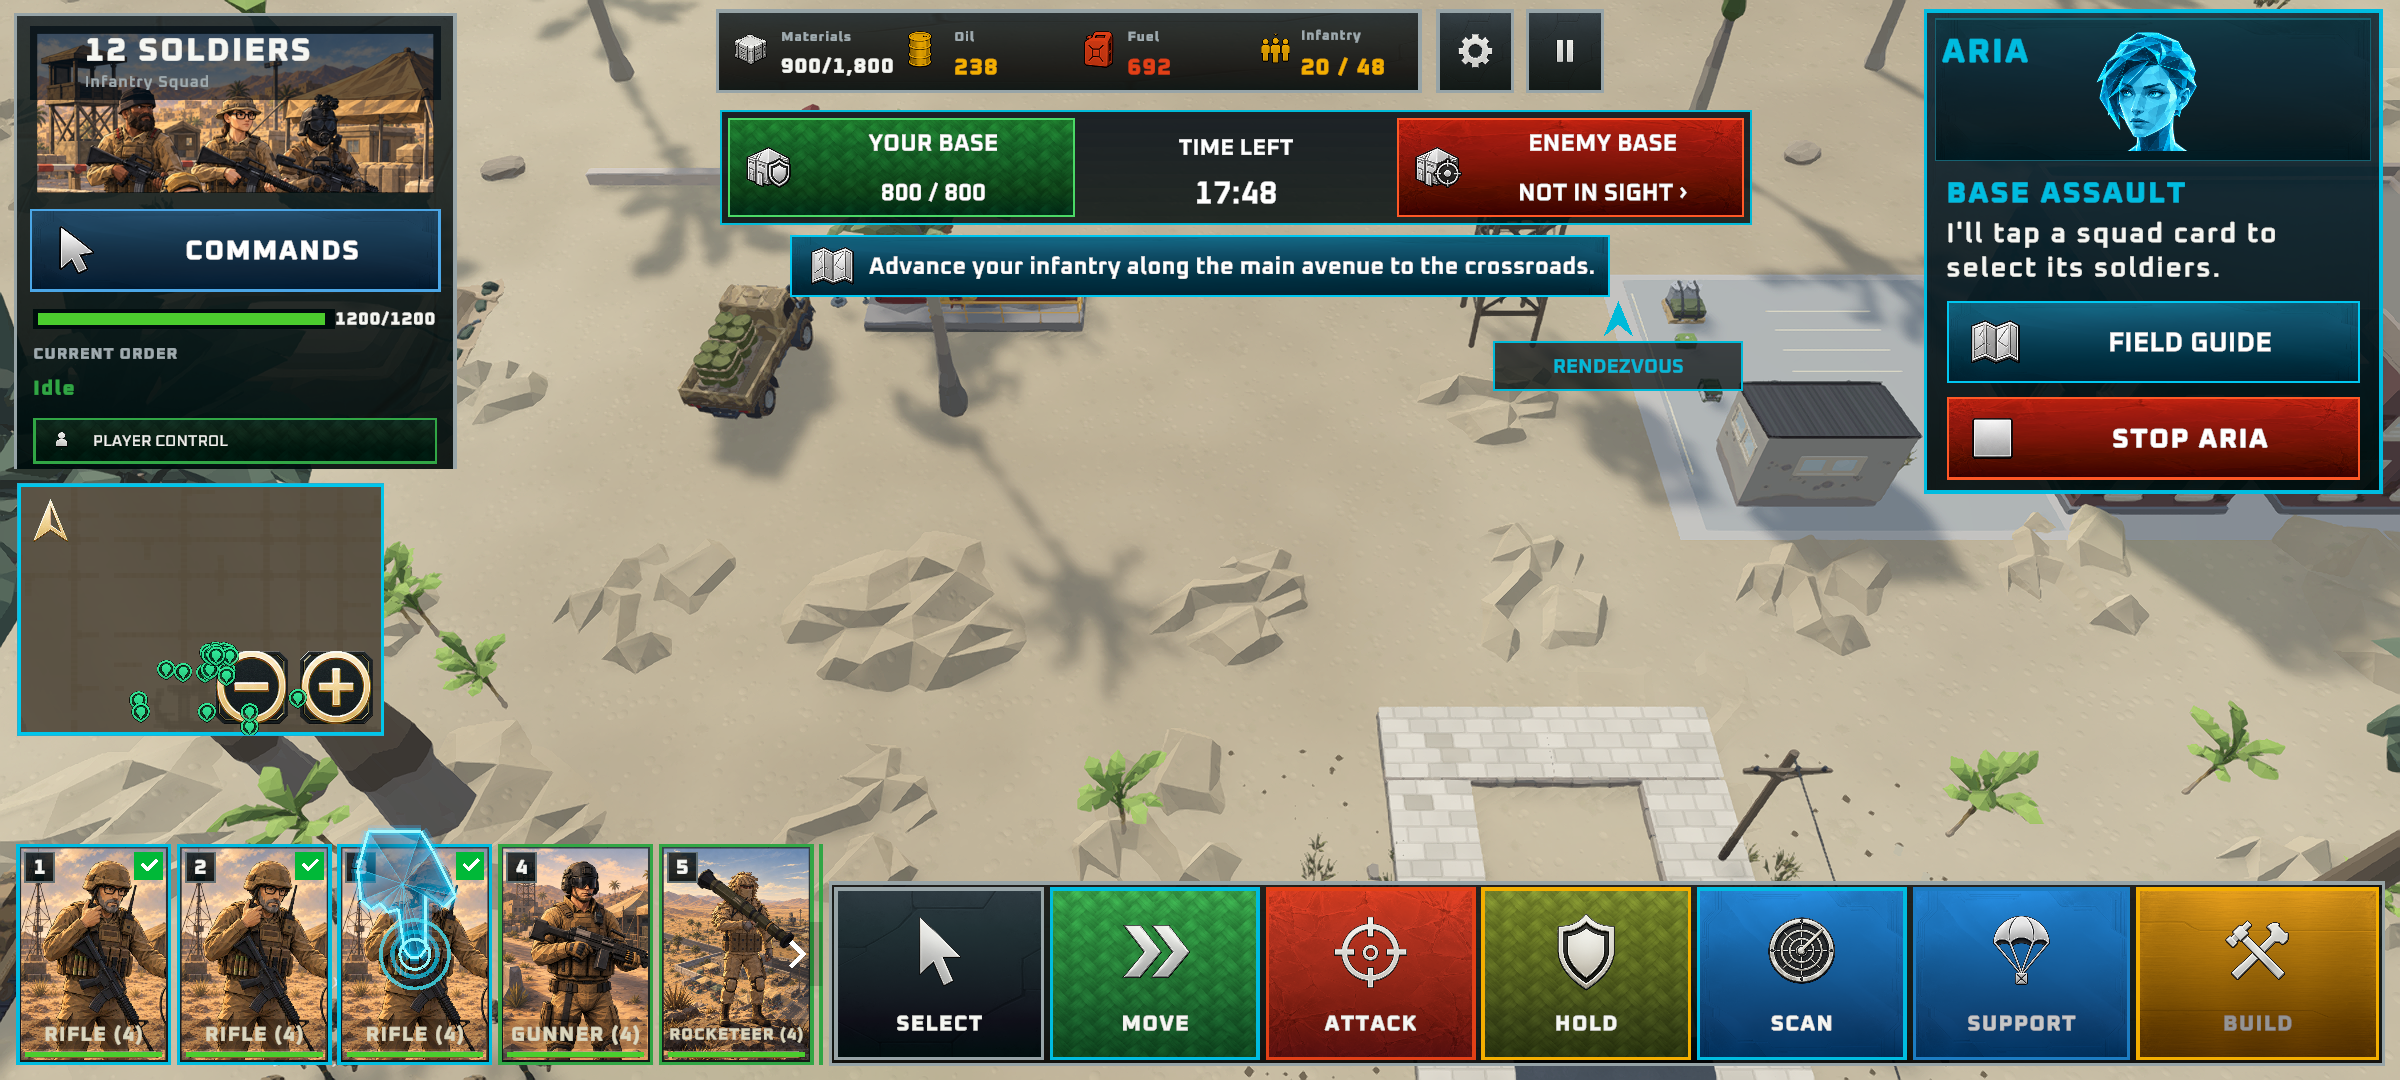 12 SOLDIERS
Infantry Squad
COMMANDS
1200/1200
CURRENT ORDER
Idle
PLAYER CONTROL
Materials
900/1,800
Oil
238
Fuel
692
Infantry
20 / 48
YOUR BASE
800 / 800
TIME LEFT
17:48
ENEMY BASE
NOT IN SIGHT ›
Advance your infantry along the main avenue to the crossroads.
RENDEZVOUS
ARIA
BASE ASSAULT
I'll tap a squad card to
select its soldiers.
FIELD GUIDE
STOP ARIA
1
RIFLE (4)
2
RIFLE (4)
RIFLE (4)
4
GUNNER (4)
5
ROCKETEER (4)
SELECT
MOVE
ATTACK
HOLD
SCAN
SUPPORT
BUILD